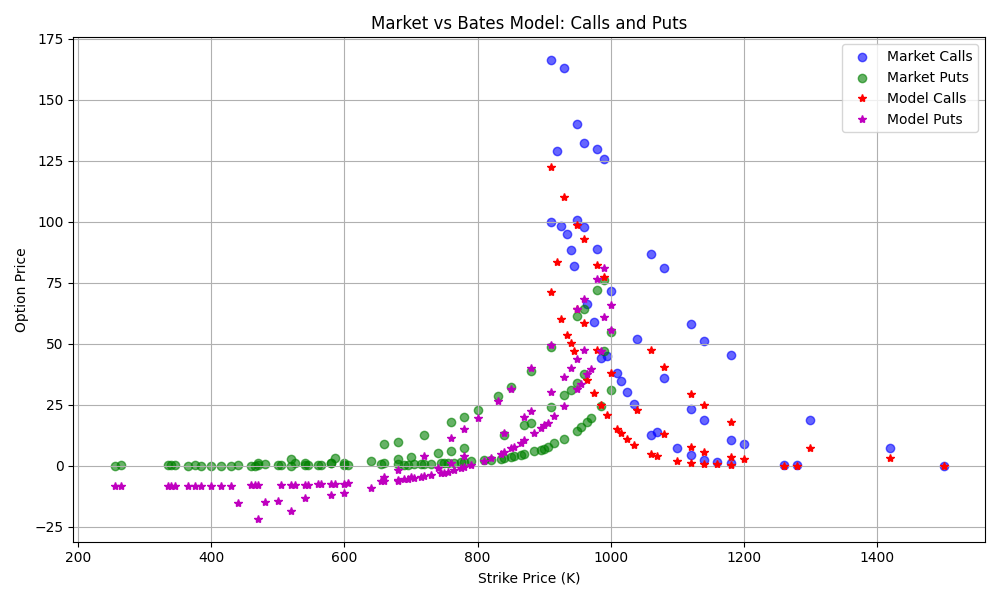 Market vs Bates Model: Calls and Puts
Option Price
175
150
125
100
75
50
25
0
−25
200
400
600
800
1000
1200
1400
Strike Price (K)
Market Calls
Market Puts
Model Calls
Model Puts